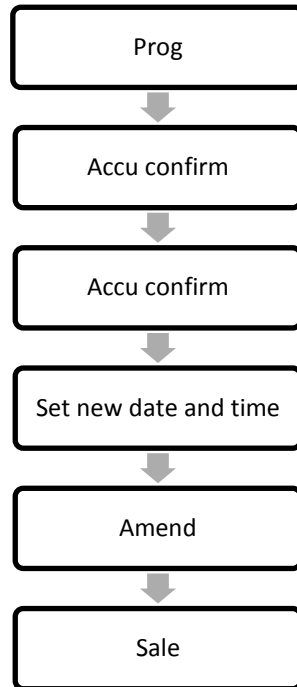 Prog
Accu confirm
Accu confirm
Set new date and time
Amend
Sale